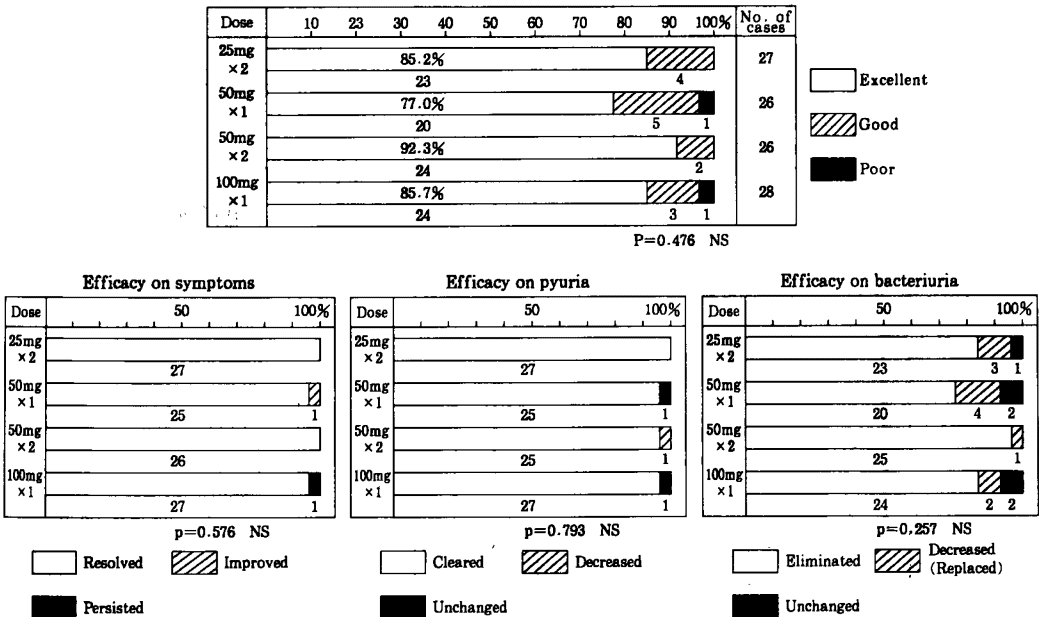 Dose 10 23 30 40 50 60 70 80 90 100% No. of cases
25mg ×2 85.2% 27
23 4
50mg ×1 77.0% 26
20 5 1
50mg ×2 92.3% 26
24 2
100mg ×1 85.7% 28
24 3 1
Excellent
Good
Poor
P=0.476 NS
Efficacy on symptoms
Dose 50 100%
25mg ×2
27
50mg ×1
25 1
50mg ×2
26
100mg ×1
27 1
p=0.576 NS
Resolved Improved
Persisted
Efficacy on pyuria
Dose 50 100%
25mg ×2
27
50mg ×1
25 1
50mg ×2
25 1
100mg ×1
27 1
p=0.793 NS
Cleared Decreased
Unchanged
Efficacy on bacteriuria
Dose 50 100%
25mg ×2
23 3 1
50mg ×1
20 4 2
50mg ×2
25 1
100mg ×1
24 2 2
p=0,257 NS
Eliminated Decreased (Replaced)
Unchanged